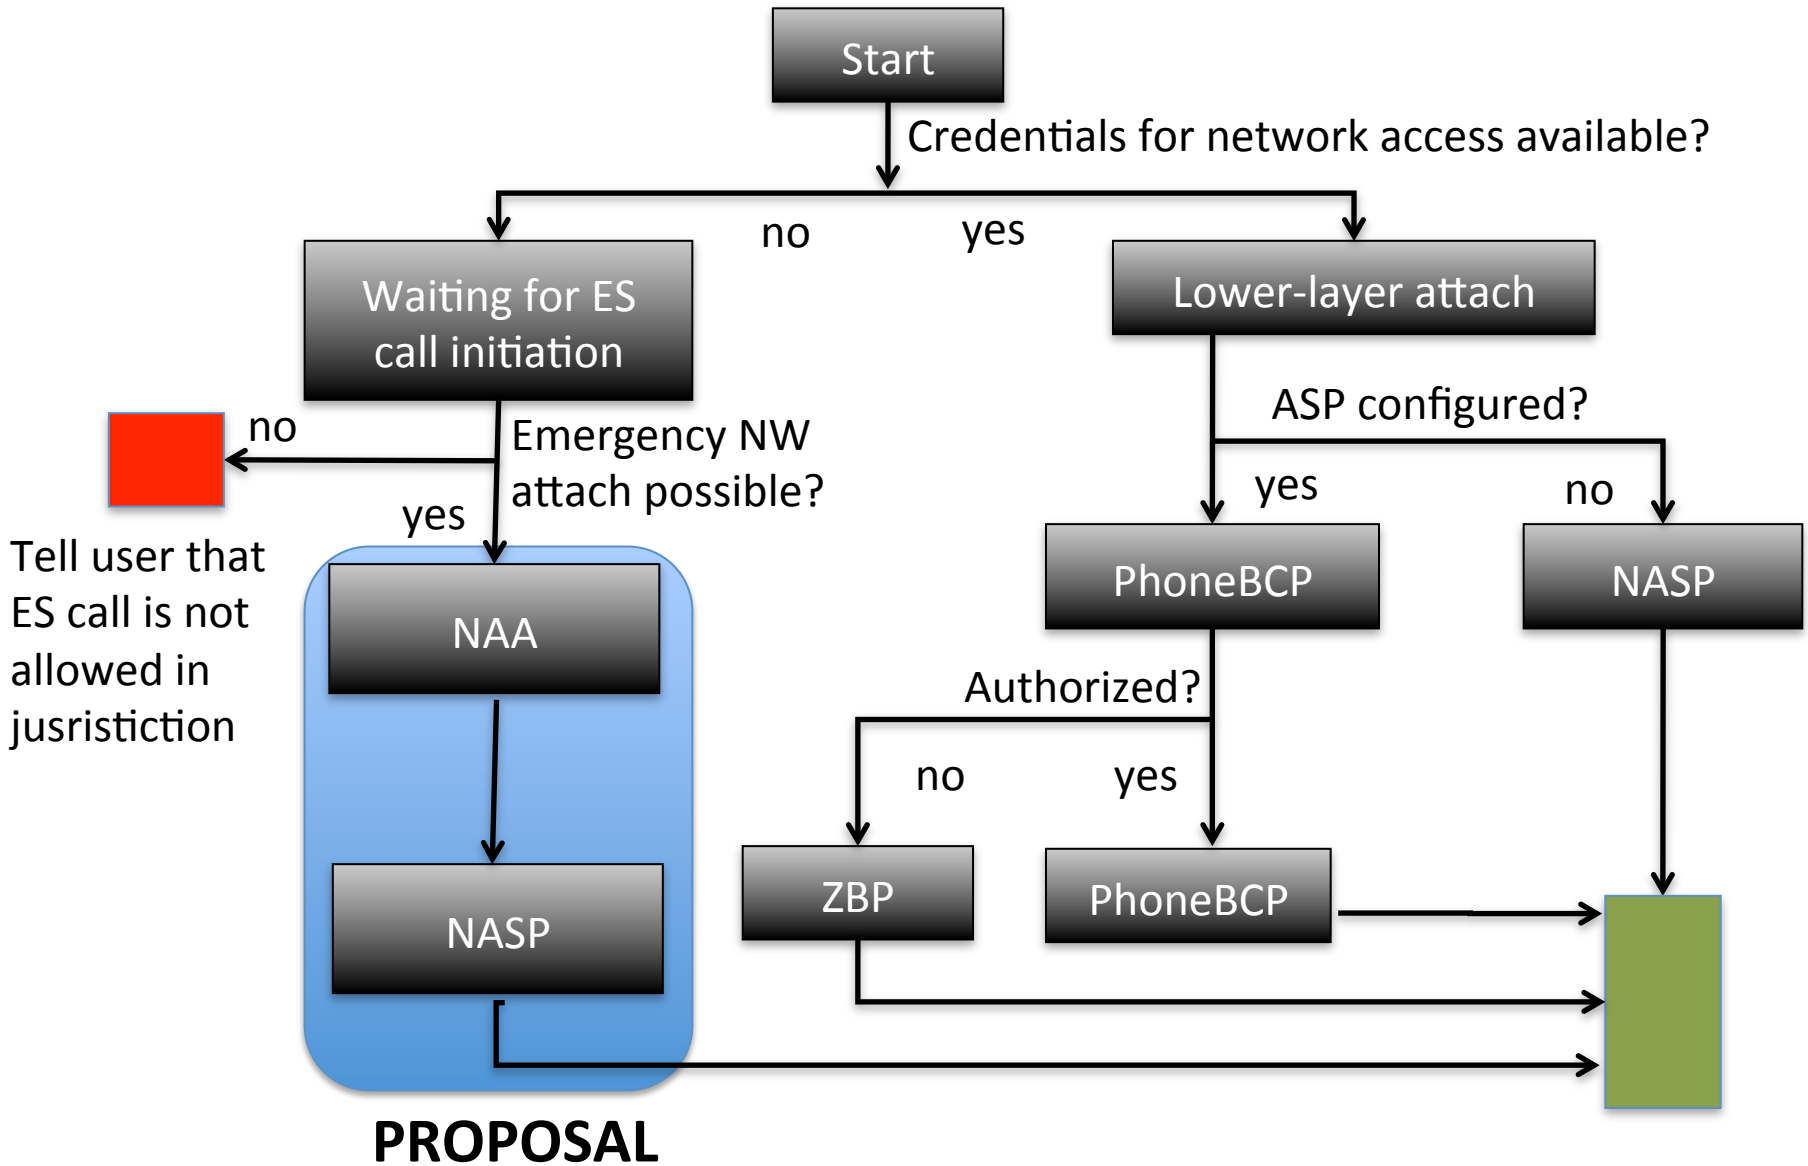 Start
Credentials for network access available?
no
yes
Waiting for ES
call initiation
Lower-layer attach
ASP configured?
no
Emergency NW
attach possible?
yes
yes
no
Tell user that
ES call is not
allowed in
jusristiction
NAA
PhoneBCP
NASP
Authorized?
no
yes
ZBP
PhoneBCP
NASP
PROPOSAL